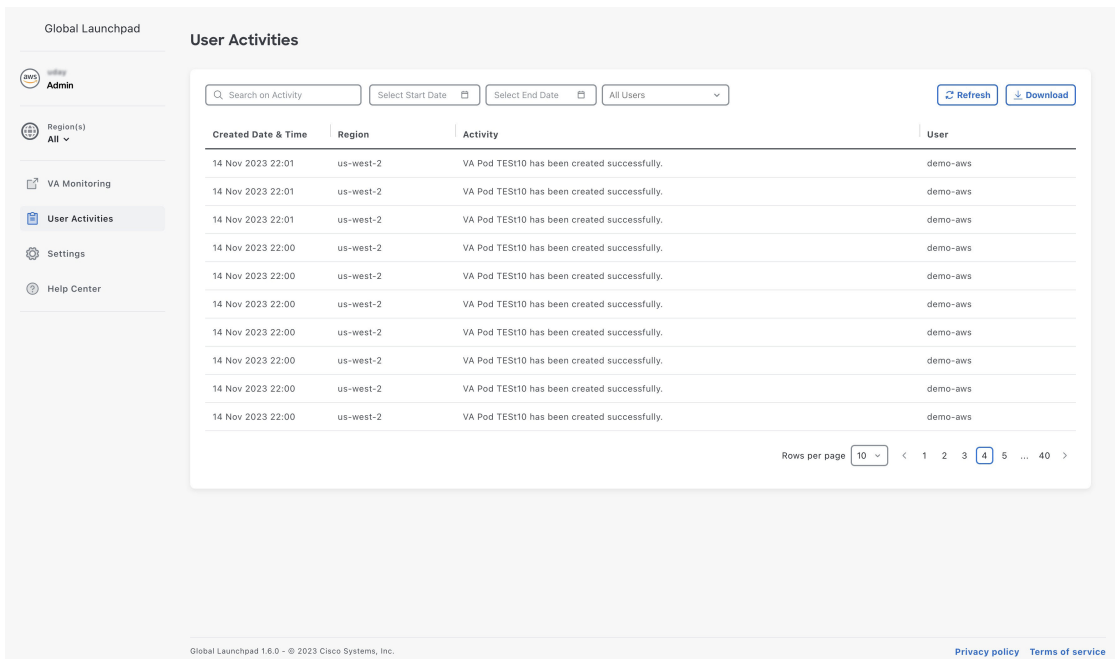 Global Launchpad
User Activities
aws
Admin
Region(s)
All
VA Monitoring
User Activities
Settings
Help Center
Search on Activity
Select Start Date
Select End Date
All Users
Refresh
Download
Created Date & Time Region Activity User
14 Nov 2023 22:01 us-west-2 VA Pod TESt10 has been created successfully. demo-aws
14 Nov 2023 22:01 us-west-2 VA Pod TESt10 has been created successfully. demo-aws
14 Nov 2023 22:01 us-west-2 VA Pod TESt10 has been created successfully. demo-aws
14 Nov 2023 22:00 us-west-2 VA Pod TESt10 has been created successfully. demo-aws
14 Nov 2023 22:00 us-west-2 VA Pod TESt10 has been created successfully. demo-aws
14 Nov 2023 22:00 us-west-2 VA Pod TESt10 has been created successfully. demo-aws
14 Nov 2023 22:00 us-west-2 VA Pod TESt10 has been created successfully. demo-aws
14 Nov 2023 22:00 us-west-2 VA Pod TESt10 has been created successfully. demo-aws
14 Nov 2023 22:00 us-west-2 VA Pod TESt10 has been created successfully. demo-aws
14 Nov 2023 22:00 us-west-2 VA Pod TESt10 has been created successfully. demo-aws
Rows per page 10 < 1 2 3 4 5 ... 40 >
Global Launchpad 1.6.0 - © 2023 Cisco Systems, Inc.
Privacy policy Terms of service